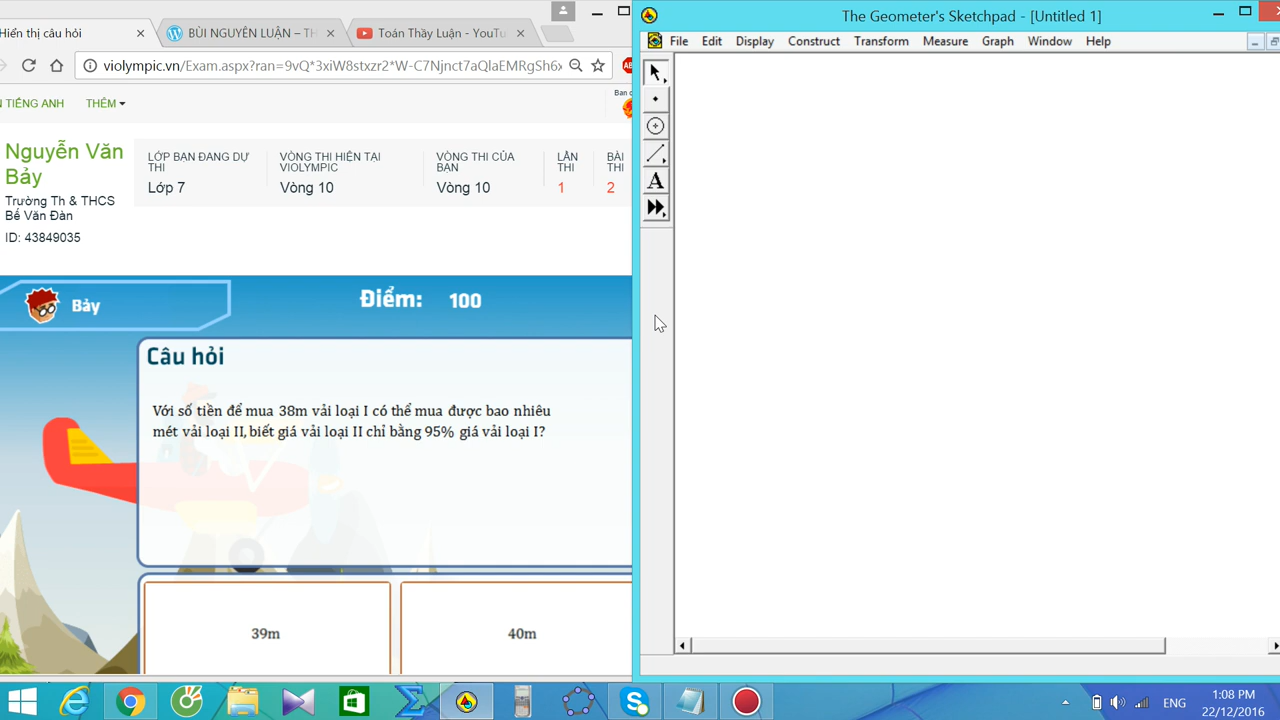 Hiển thị câu hỏi
BÙI NGUYÊN LUẬN – TH
Toán Thầy Luận - YouTu
violympic.vn/Exam.aspx?ran=9vQ*3xiW8stxzr2*W-C7Njnct7aQlaEMRgSh6x
AB
N TIẾNG ANH
THÊM
Ban c
Nguyễn Văn
Bảy
Trường Th & THCS
Bế Văn Đàn
ID: 43849035
LỚP BẠN ĐANG DỰ
THI
Lớp 7
VÒNG THI HIỆN TẠI
VIOLYMPIC
Vòng 10
VÒNG THI CỦA
BẠN
Vòng 10
LẦN
THI
1
BÀI
THI
2
Bảy
Điểm: 100
Câu hỏi
Với số tiền để mua 38m vải loại I có thể mua được bao nhiêu
mét vải loại II, biết giá vải loại II chỉ bằng 95% giá vải loại I?
39m
40m
The Geometer's Sketchpad - [Untitled 1]
File Edit Display Construct Transform Measure Graph Window Help
A
ENG
1:08 PM
22/12/2016